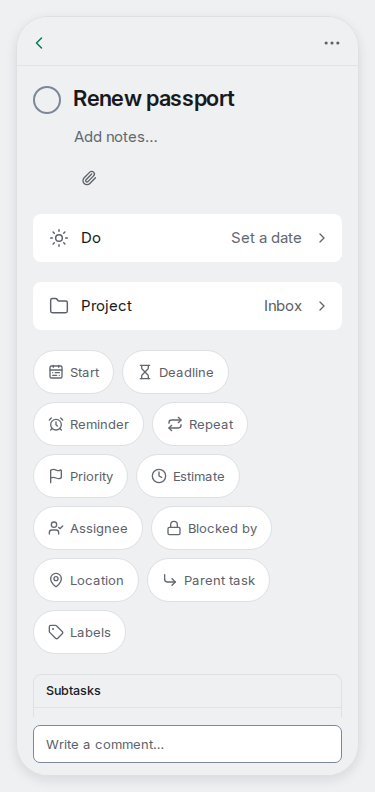 Renew passport
Add notes...
Do Set a date
Project Inbox
Start Deadline
Reminder Repeat
Priority Estimate
Assignee Blocked by
Location Parent task
Labels
Subtasks
Write a comment...